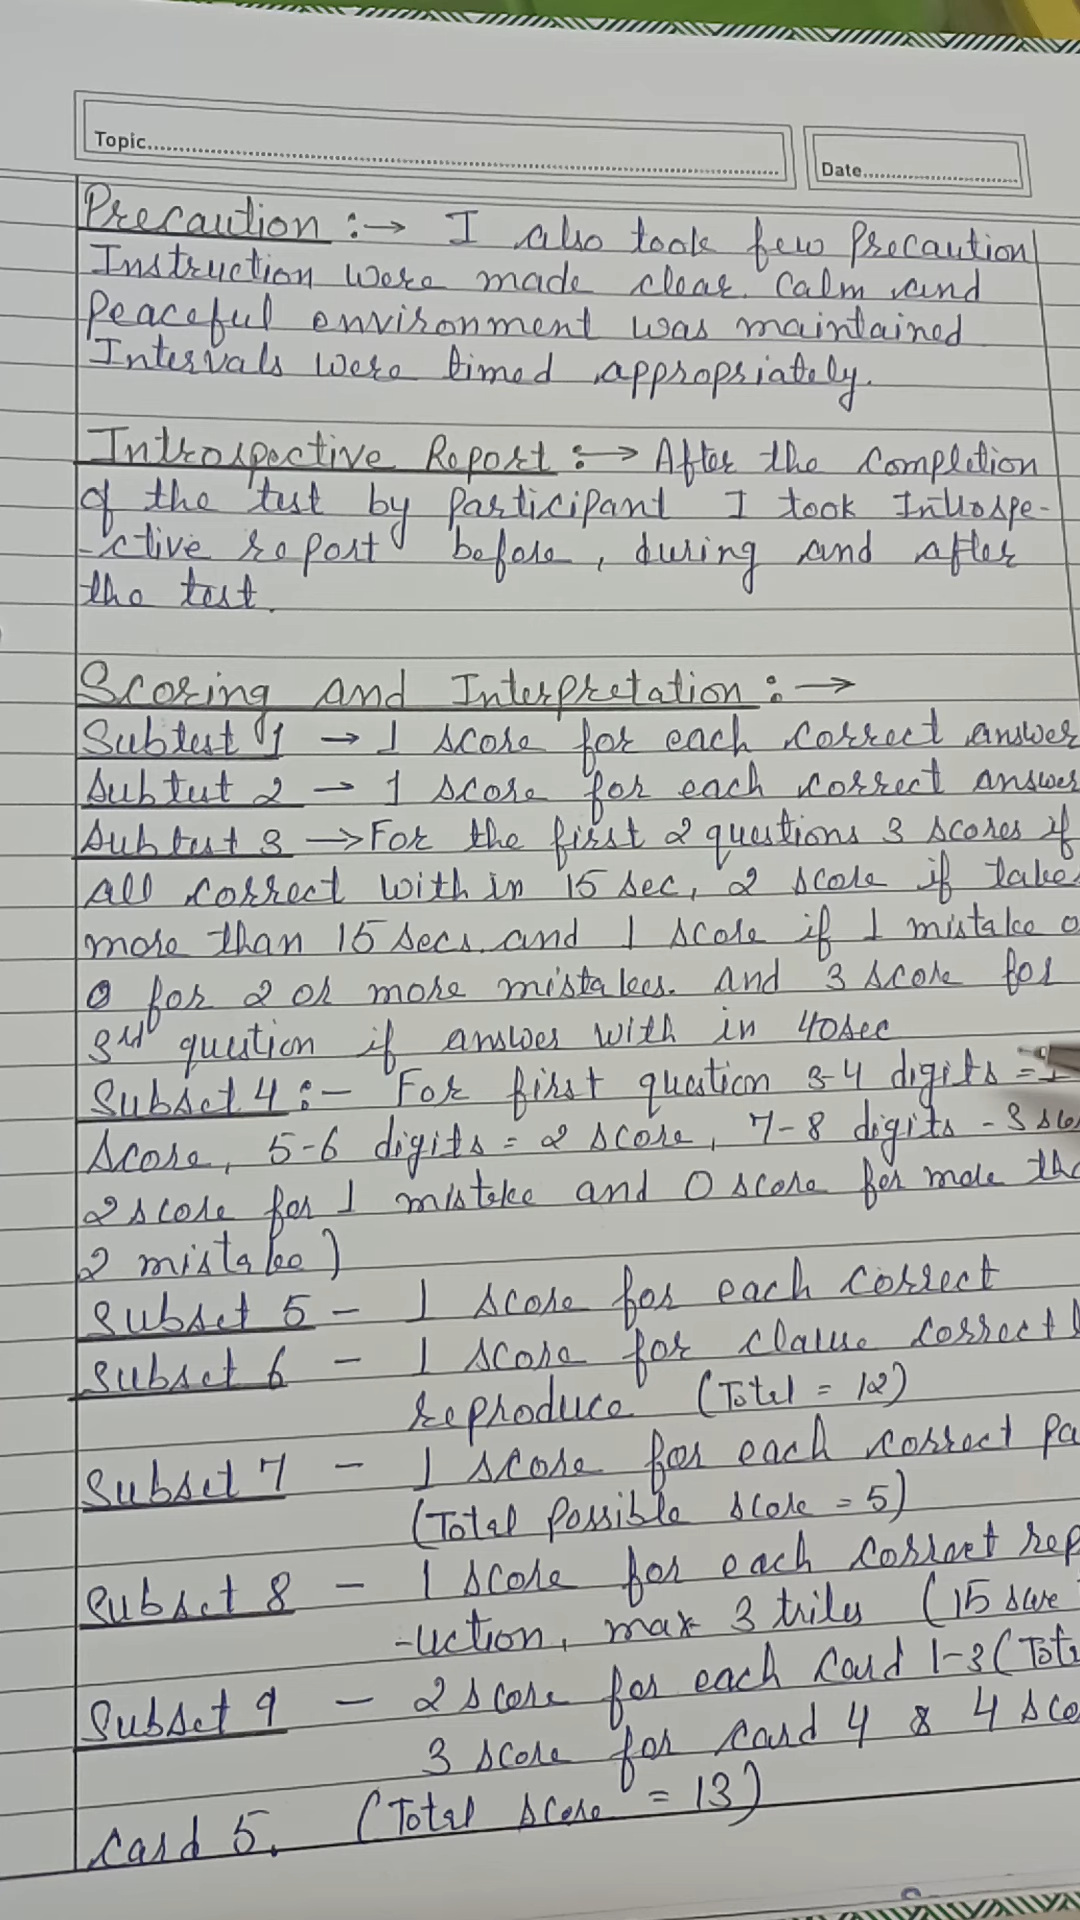 Topic
Date
Precaution :→ I also took few Precaution
Instruction were made clear. Calm and
Peaceful environment was maintained
Intervals were timed appropriately.
Introspective Report :→ After the completion
of the test by Participant I took Introspe-
-ctive report before, during and after
the test.
Scoring and Interpretation :→
Subtest 1 → 1 score for each correct answer
Subtest 2 → 1 score for each correct answer
Subtest 3 → For the first 2 questions 3 scores if
all correct with in 15 sec, 2 score if take
more than 15 secs. and 1 score if 1 mistake
0 for 2 or more mistakes. and 3 score for
3rd question if answer with in 40sec
Subset 4 :- For first question 3-4 digits = 1
score, 5-6 digits = 2 score, 7-8 digits - 3
2 score for 1 mistake and 0 score for more
2 mistake)
Subset 5 - 1 score for each correct
Subset 6 - 1 score for clause correct
reproduce (Total = 12)
Subset 7 - 1 score for each correct
(Total Possible score = 5)
Subset 8 - 1 score for each correct rep
-uction, max 3 (15
Subset 9 - 2 score for each Card 1-3 (Tot
3 score for card 4 & 4 sco
card 5. (Total score = 13)